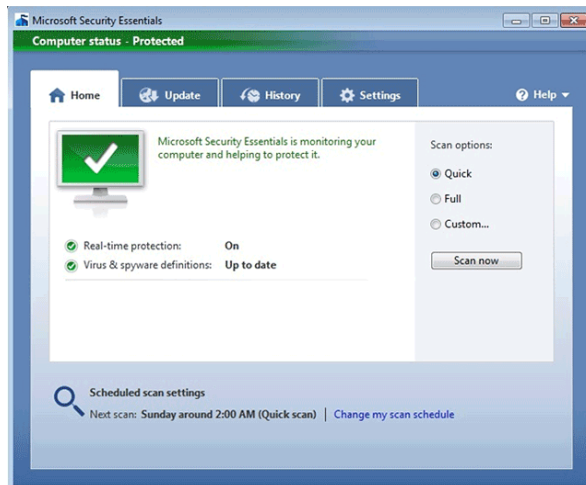 Microsoft Security Essentials
Computer status - Protected
Home
Update
History
Settings
Help
Microsoft Security Essentials is monitoring your
computer and helping to protect it.
Real-time protection: On
Virus & spyware definitions: Up to date
Scan options:
Quick
Full
Custom...
Scan now
Scheduled scan settings
Next scan: Sunday around 2:00 AM (Quick scan) | Change my scan schedule